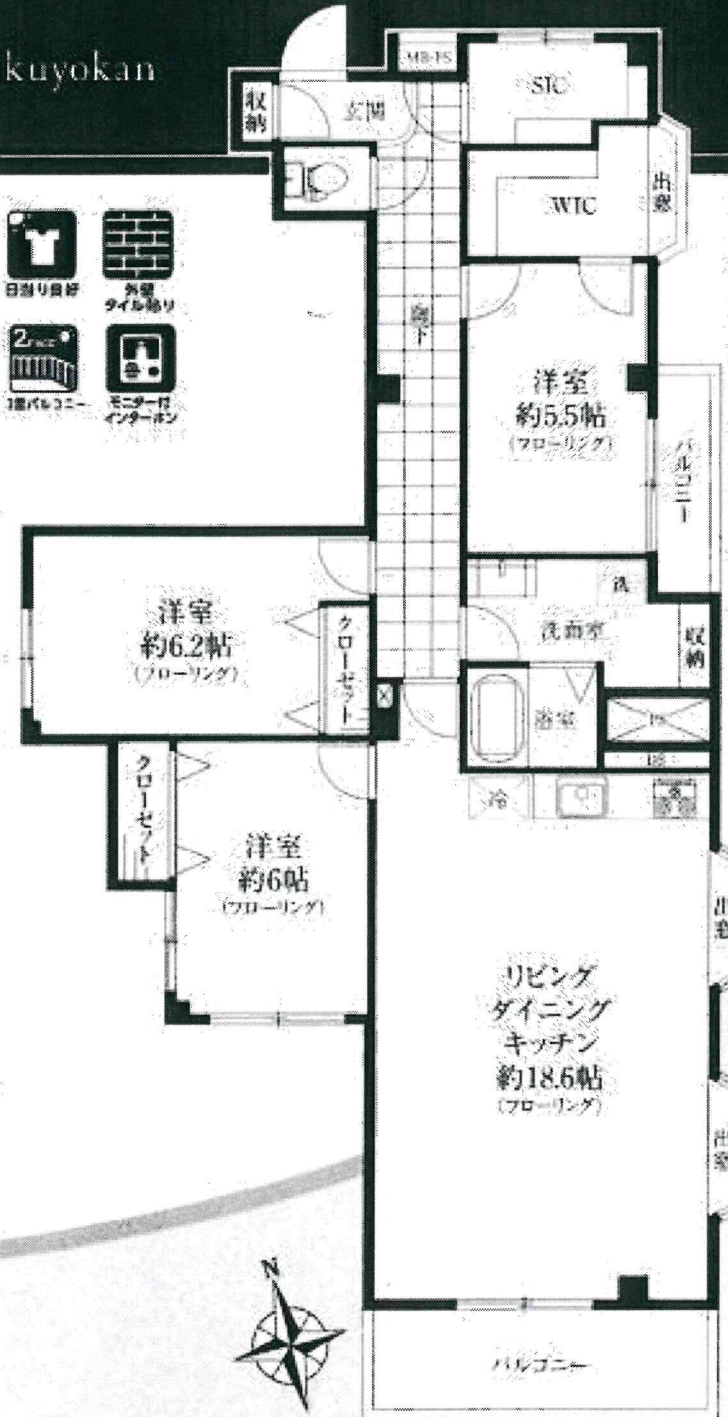 kuyokan
MB・PS
SIC
収納
玄関
WIC
出窓
日当り良好
外壁
タイル貼り
2FACE
2面バルコニー
モニター付
インターホン
廊下
洋室
約5.5帖
(フローリング)
バルコニー
洋室
約6.2帖
(フローリング)
クローゼット
洗
洗面室
収納
浴室
PS
クローゼット
洋室
約6帖
(フローリング)
冷
出窓
リビング
ダイニング
キッチン
約18.6帖
(フローリング)
出窓
N
バルコニー